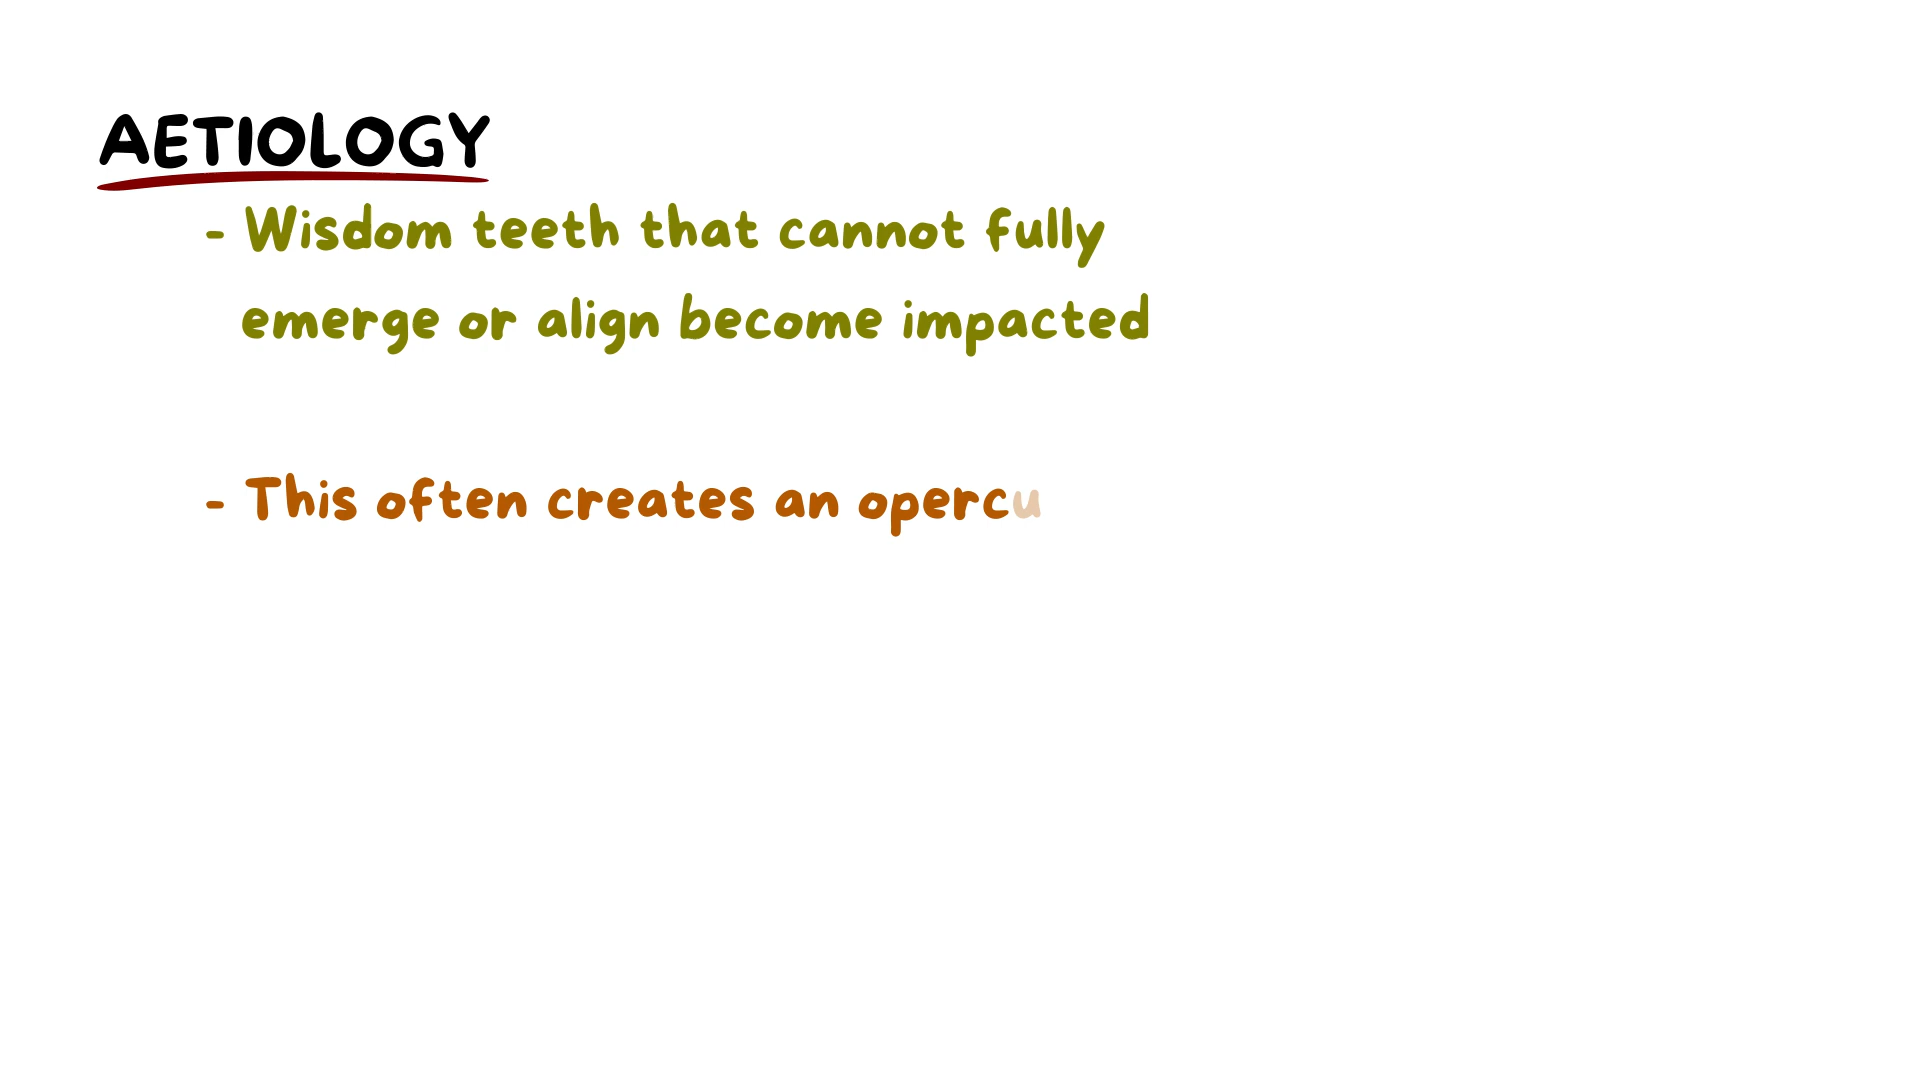 AETIOLOGY
- Wisdom teeth that cannot fully
emerge or align become impacted
- This often creates an opercu